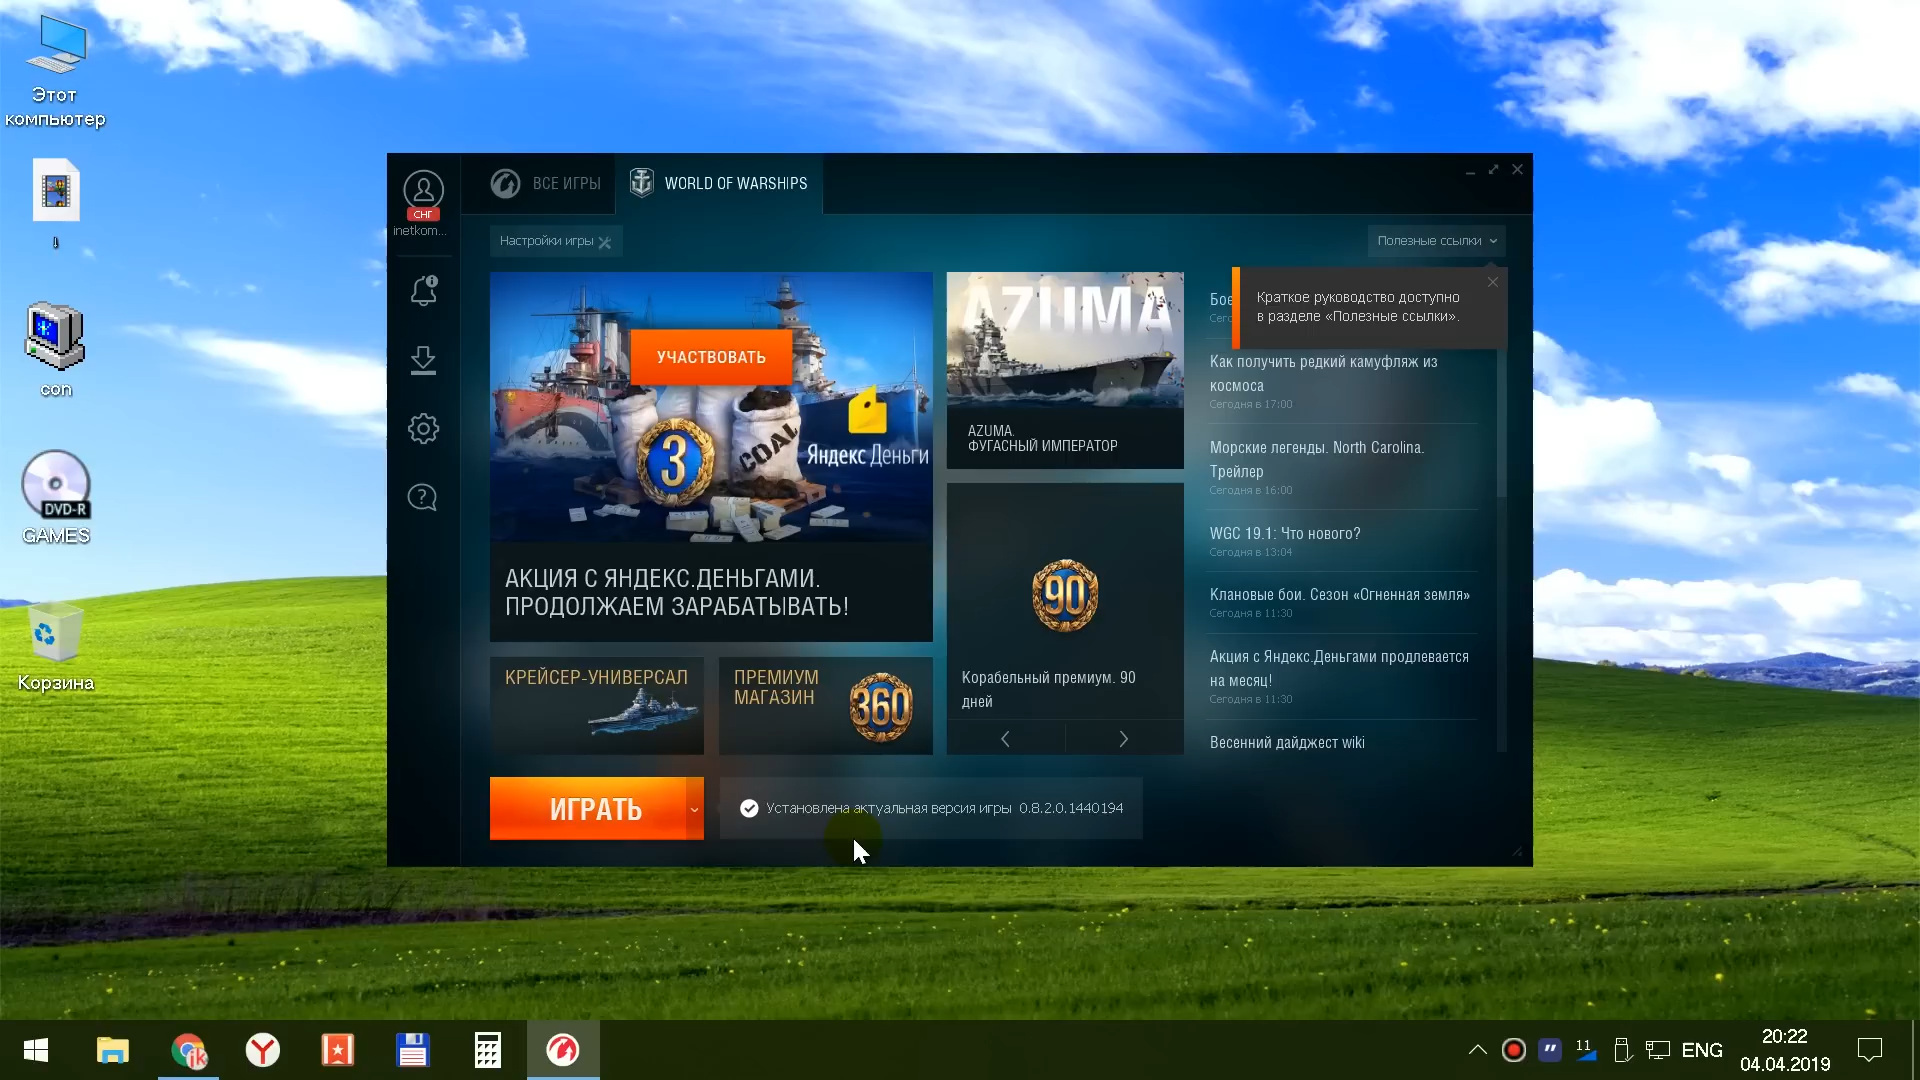 Этот
компьютер
con
DVD-R
GAMES
Корзина
СНГ
inetkom...
ВСЕ ИГРЫ
WORLD OF WARSHIPS
Настройки игры
Полезные ссылки
Краткое руководство доступно
в разделе «Полезные ссылки».
УЧАСТВОВАТЬ
3
COAL
Яндекс Деньги
АКЦИЯ С ЯНДЕКС.ДЕНЬГАМИ.
ПРОДОЛЖАЕМ ЗАРАБАТЫВАТЬ!
AZUMA
AZUMA.
ФУГАСНЫЙ ИМПЕРАТОР
90
Корабельный премиум. 90
дней
КРЕЙСЕР-УНИВЕРСАЛ
ПРЕМИУМ
МАГАЗИН
360
Как получить редкий камуфляж из
космоса
Сегодня в 17:00
Морские легенды. North Carolina.
Трейлер
Сегодня в 16:00
WGC 19.1: Что нового?
Сегодня в 13:04
Клановые бои. Сезон «Огненная земля»
Сегодня в 11:30
Акция с Яндекс.Деньгами продлевается
на месяц!
Сегодня в 11:30
Весенний дайджест wiki
ИГРАТЬ
Установлена актуальная версия игры 0.8.2.0.1440194
11
ENG
20:22
04.04.2019